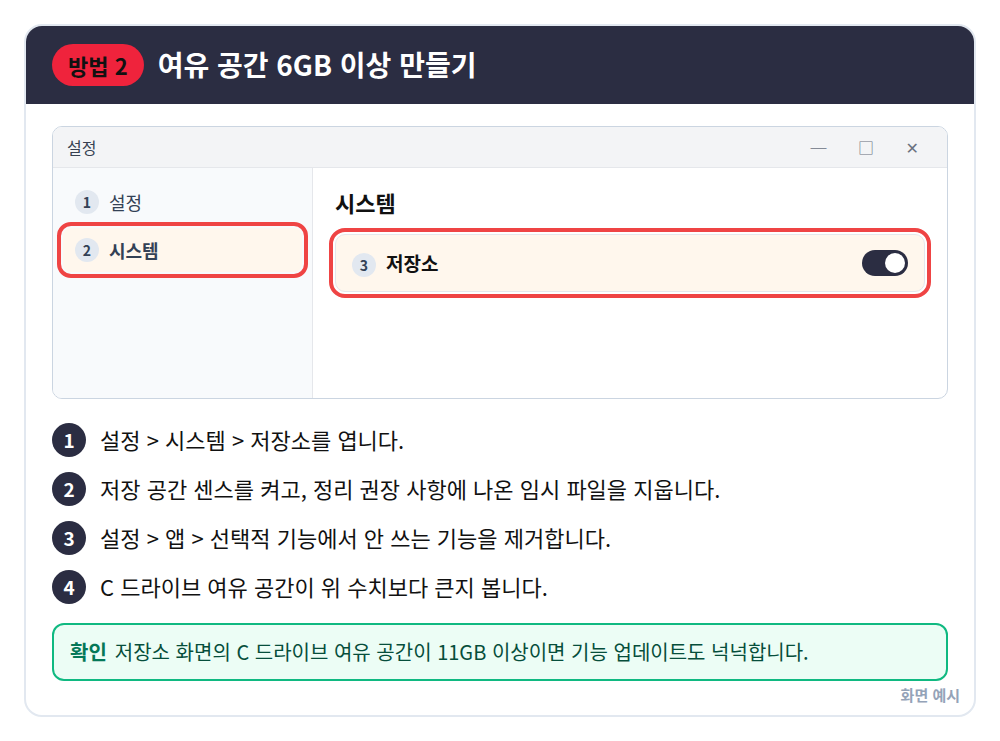 방법 2 여유 공간 6GB 이상 만들기
설정
1 설정
2 시스템
시스템
3 저장소
1 설정 > 시스템 > 저장소를 엽니다.
2 저장 공간 센스를 켜고, 정리 권장 사항에 나온 임시 파일을 지웁니다.
3 설정 > 앱 > 선택적 기능에서 안 쓰는 기능을 제거합니다.
4 C 드라이브 여유 공간이 위 수치보다 큰지 봅니다.
확인 저장소 화면의 C 드라이브 여유 공간이 11GB 이상이면 기능 업데이트도 넉넉합니다.
화면 예시